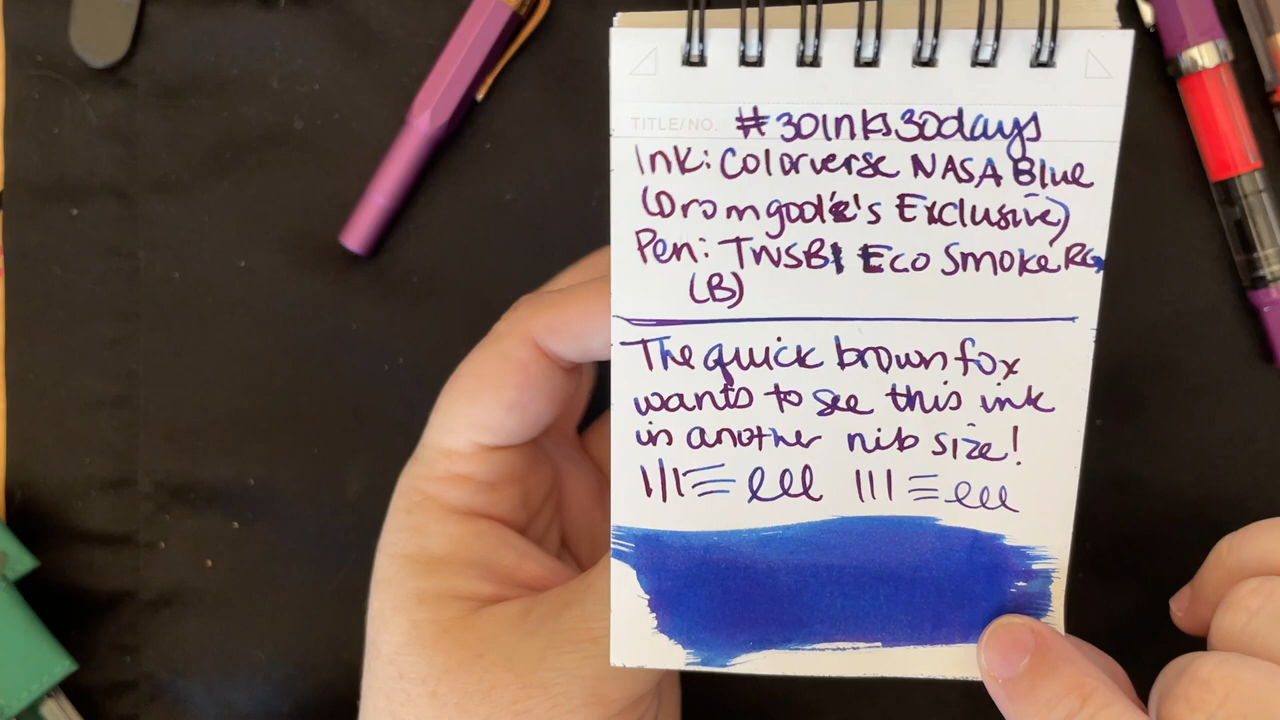 TITLE/NO. #30inks30days
Ink: Colorverse NASA Blue
(Dromgoole's Exclusive)
Pen: TWSBI Eco Smoke RG
(B)
The quick brown fox
wants to see this ink
in another nib size!